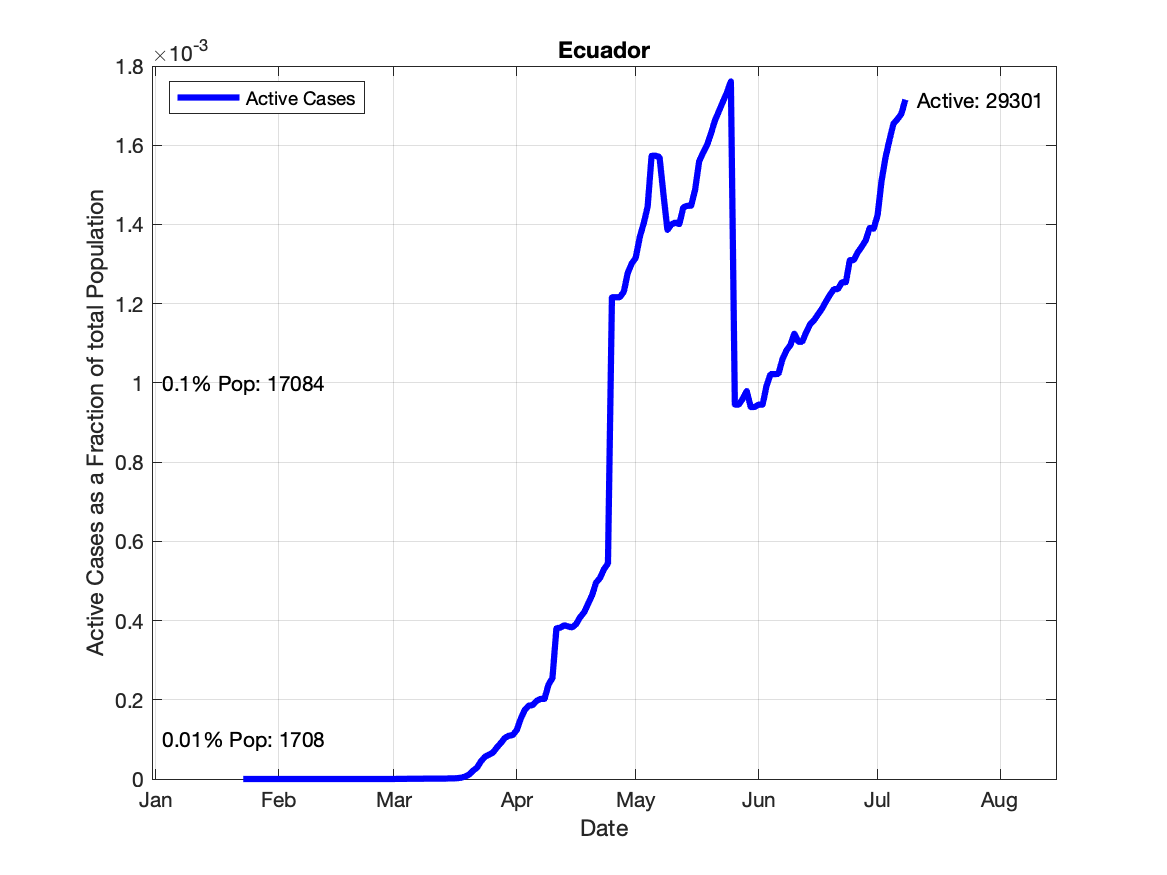 Ecuador
×10-3
1.8
1.6
1.4
1.2
1
0.8
0.6
0.4
0.2
0
Active Cases
Active: 29301
0.1% Pop: 17084
0.01% Pop: 1708
Active Cases as a Fraction of total Population
Jan Feb Mar Apr May Jun Jul Aug
Date